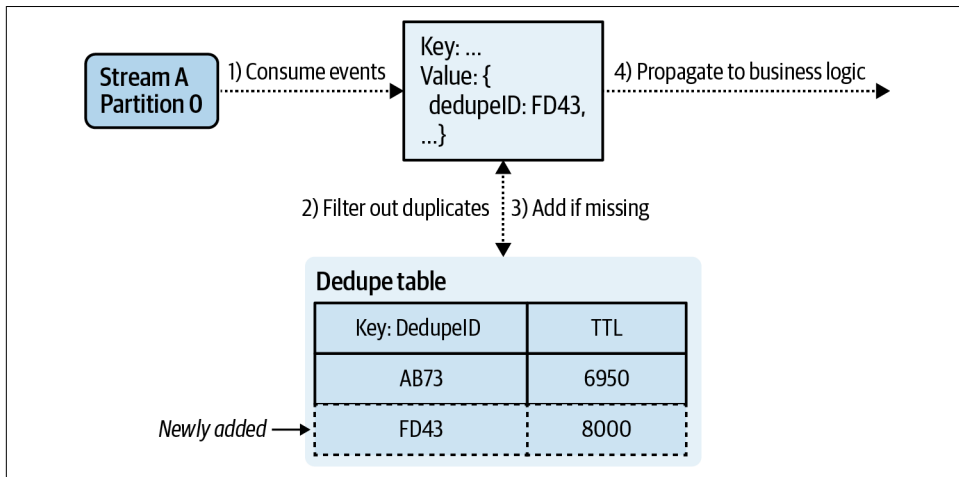 Stream A
Partition 0
1) Consume events
Key: ...
Value: {
dedupeID: FD43,
...}
4) Propagate to business logic
2) Filter out duplicates
3) Add if missing
Dedupe table
Key: DedupeID
TTL
AB73
6950
Newly added
FD43
8000